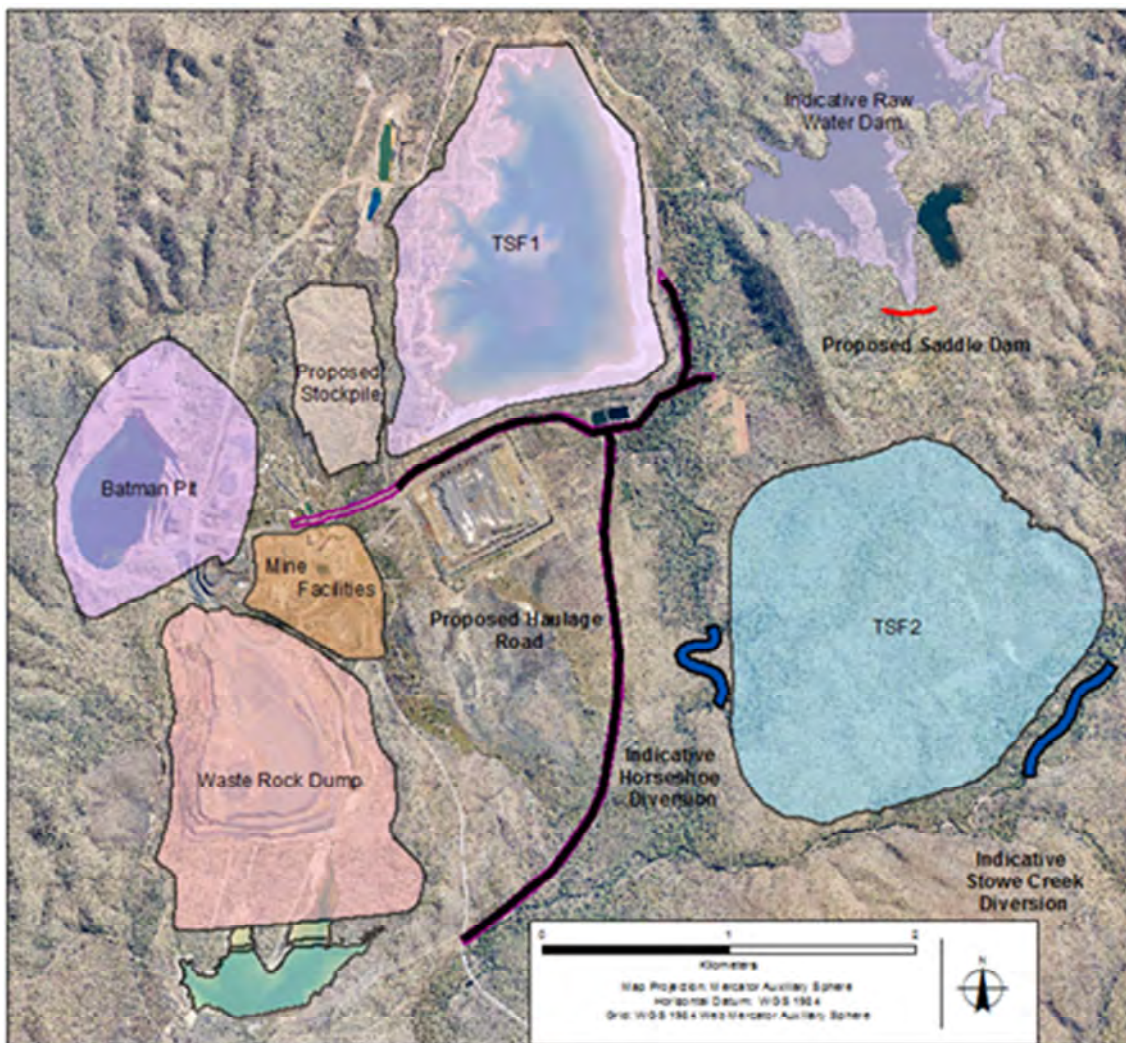 Indicative Raw
Water Dam
TSF1
Proposed Saddle Dam
Proposed
Stockpile
Batman Pit
Mine
Facilities
Proposed Haulage
Road
TSF2
Waste Rock Dump
Indicative
Horseshoe
Diversion
Indicative
Stowe Creek
Diversion
0 1 2
Kilometers
N
Map Projection: Mercator Auxiliary Sphere
Horizontal Datum: WGS 1984
Grid: WGS 1984 Web Mercator Auxiliary Sphere